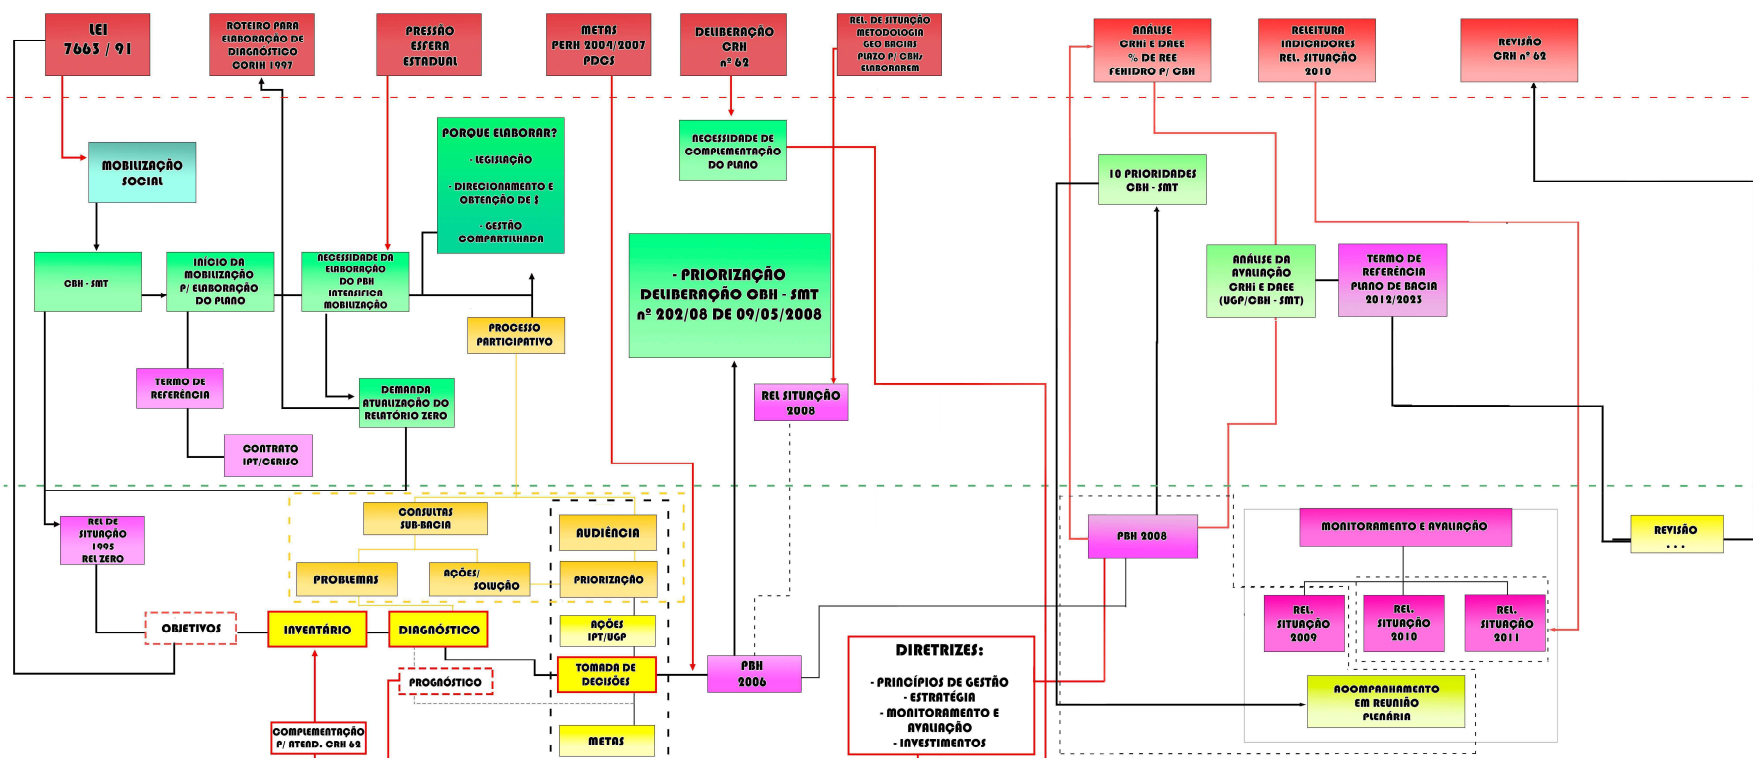 LEI
7663 / 91
ROTEIRO PARA
ELABORAÇÃO DE
DIAGNÓSTICO
CORIH 1997
PRESSÃO
ESFERA
ESTADUAL
METAS
PERH 2004/2007
PDCS
DELIBERAÇÃO
CRH
nº 62
REL. DE SITUAÇÃO
METODOLOGIA
GEO BACIAS
PLAZO P/ CBHs
ELABORAREM
ANÁLISE
CRHi E DAEE
% DE REE
FEHIDRO P/ CBH
RELEITURA
INDICADORES
REL. SITUAÇÃO
2010
REVISÃO
CRH nº 62
MOBILIZAÇÃO
SOCIAL
PORQUE ELABORAR?
- LEGISLAÇÃO
- DIRECIONAMENTO E
OBTENÇÃO DE $
- GESTÃO
COMPARTILHADA
NECESSIDADE DE
COMPLEMENTAÇÃO
DO PLANO
10 PRIORIDADES
CBH - SMT
CBH - SMT
INÍCIO DA
MOBILIZAÇÃO
P/ ELABORAÇÃO
DO PLANO
NECESSIDADE DA
ELABORAÇÃO
DO PBH
INTENSIFICA
MOBILIZAÇÃO
- PRIORIZAÇÃO
DELIBERAÇÃO CBH - SMT
nº 202/08 DE 09/05/2008
ANÁLISE DA
AVALIAÇÃO
CRHi E DAEE
(UGP/CBH - SMT)
TERMO DE
REFERÊNCIA
PLANO DE BACIA
2012/2023
PROCESSO
PARTICIPATIVO
TERMO DE
REFERÊNCIA
DEMANDA
ATUALIZAÇÃO DO
RELATÓRIO ZERO
REL SITUAÇÃO
2008
CONTRATO
IPT/CERISO
REL DE
SITUAÇÃO
1995
REL ZERO
CONSULTAS
SUB-BACIA
AUDIÊNCIA
PBH 2008
MONITORAMENTO E AVALIAÇÃO
REVISÃO
. . .
PROBLEMAS
AÇÕES/
SOLUÇÃO
PRIORIZAÇÃO
OBJETIVOS
INVENTÁRIO
DIAGNÓSTICO
AÇÕES
IPT/UGP
REL.
SITUAÇÃO
2009
REL.
SITUAÇÃO
2010
REL.
SITUAÇÃO
2011
PROGNÓSTICO
TOMADA DE
DECISÕES
PBH
2006
DIRETRIZES:
- PRINCÍPIOS DE GESTÃO
- ESTRATÉGIA
- MONITORAMENTO E
AVALIAÇÃO
- INVESTIMENTOS
ACOMPANHAMENTO
EM REUNIÃO
PLENÁRIA
COMPLEMENTAÇÃO
P/ ATEND. CRH 62
METAS